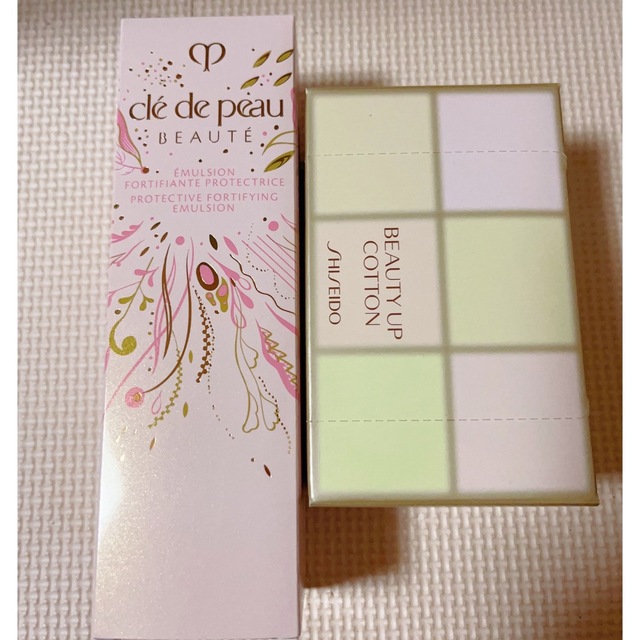 clé de peau
BEAUTÉ
ÉMULSION
FORTIFIANTE PROTECTRICE
PROTECTIVE FORTIFYING
EMULSION
BEAUTY UP
COTTON
SHISEIDO